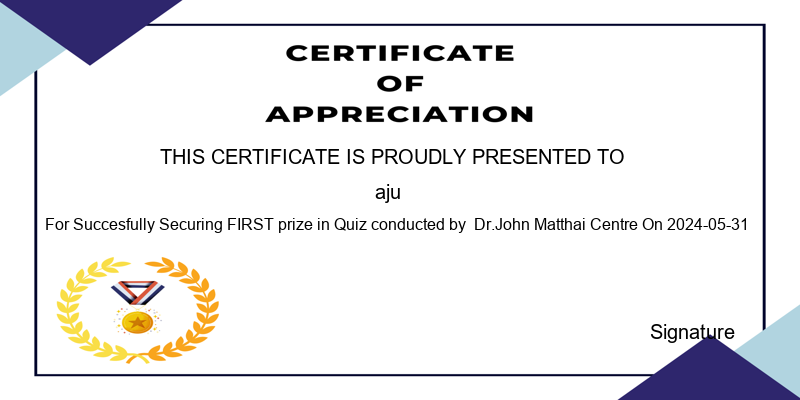 CERTIFICATE
OF
APPRECIATION
THIS CERTIFICATE IS PROUDLY PRESENTED TO
aju
For Succesfully Securing FIRST prize in Quiz conducted by  Dr.John Matthai Centre On 2024-05-31
Signature